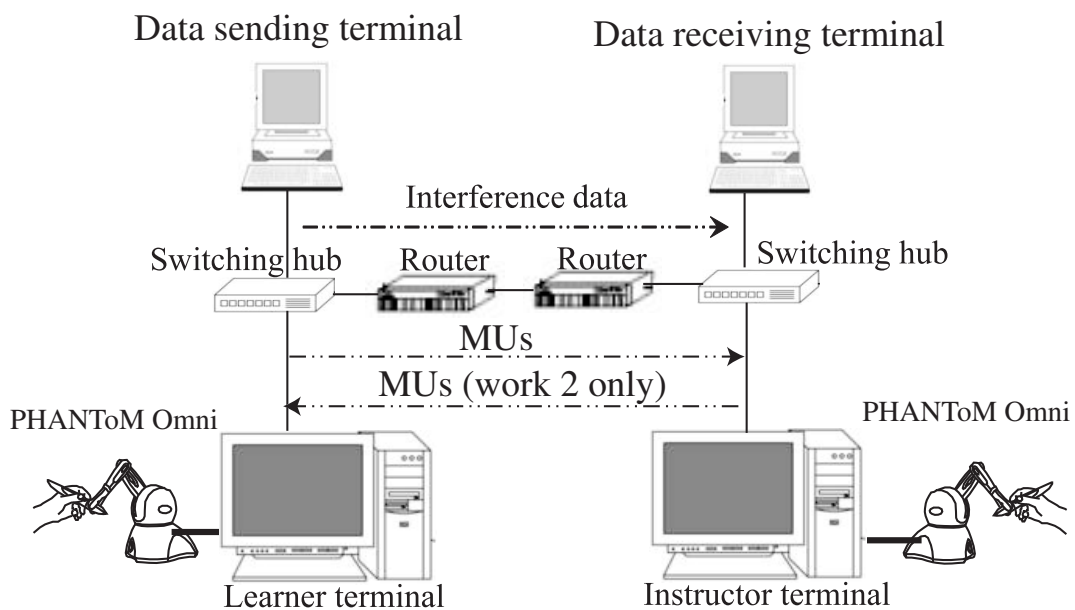 Data sending terminal
Data receiving terminal
Interference data
Switching hub
Router
Router
Switching hub
MUs
MUs (work 2 only)
PHANToM Omni
PHANToM Omni
Learner terminal
Instructor terminal